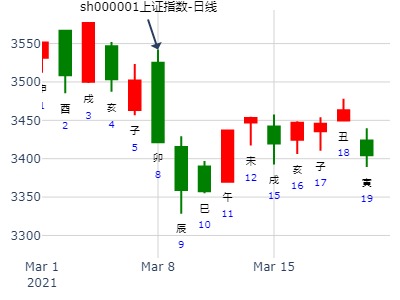 sh000001上证指数-日线
3550
3500
3450
3400
3350
3300
申
1
酉
2
戌
3
亥
4
子
5
卯
8
辰
9
巳
10
午
11
未
12
戌
15
亥
16
子
17
丑
18
寅
19
Mar 1
2021
Mar 8
Mar 15